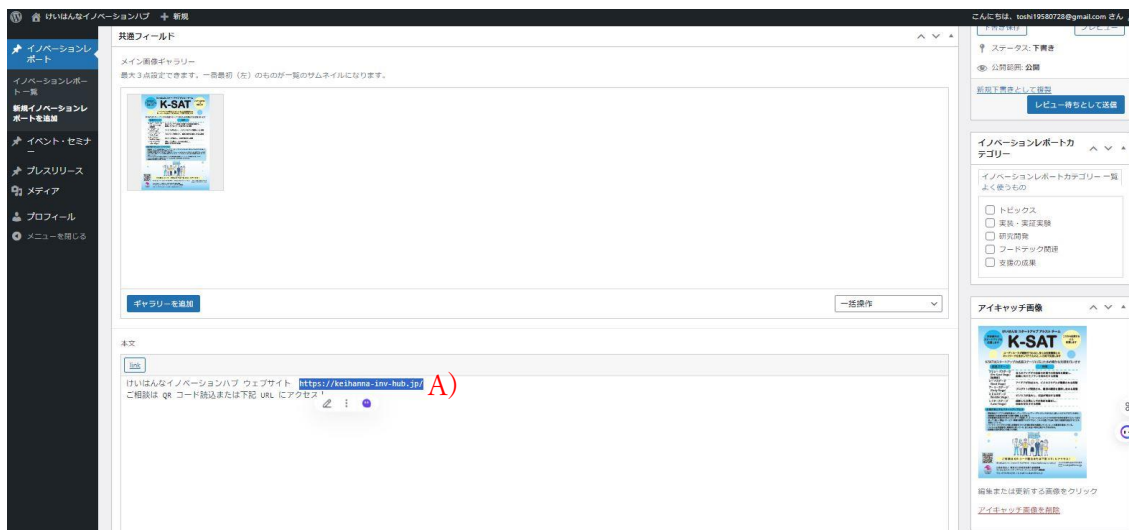 けいはんなイノベーションハブ ＋ 新規
こんにちは、toshi19580728@gmail.com さん
イノベーションレポート
イノベーションレポート一覧
新規イノベーションレポートを追加
イベント・セミナー
プレスリリース
メディア
プロフィール
メニューを閉じる
共通フィールド
メイン画像ギャラリー
最大３点設定できます。一番最初（左）のものが一覧のサムネイルになります。
K-SAT
ギャラリーを追加
一括操作
本文
link
けいはんなイノベーションハブ ウェブサイト https://keihanna-inv-hub.jp/ A)
ご相談は QR コード読込または下記 URL にアクセス！
下書き保存
プレビュー
ステータス: 下書き
公開範囲: 公開
新規下書きとして複製
レビュー待ちとして送信
イノベーションレポートカテゴリー
イノベーションレポートカテゴリー 一覧
よく使うもの
トピックス
実装・実証実験
研究開発
フードテック関連
支援の成果
アイキャッチ画像
K-SAT
編集または更新する画像をクリック
アイキャッチ画像を削除